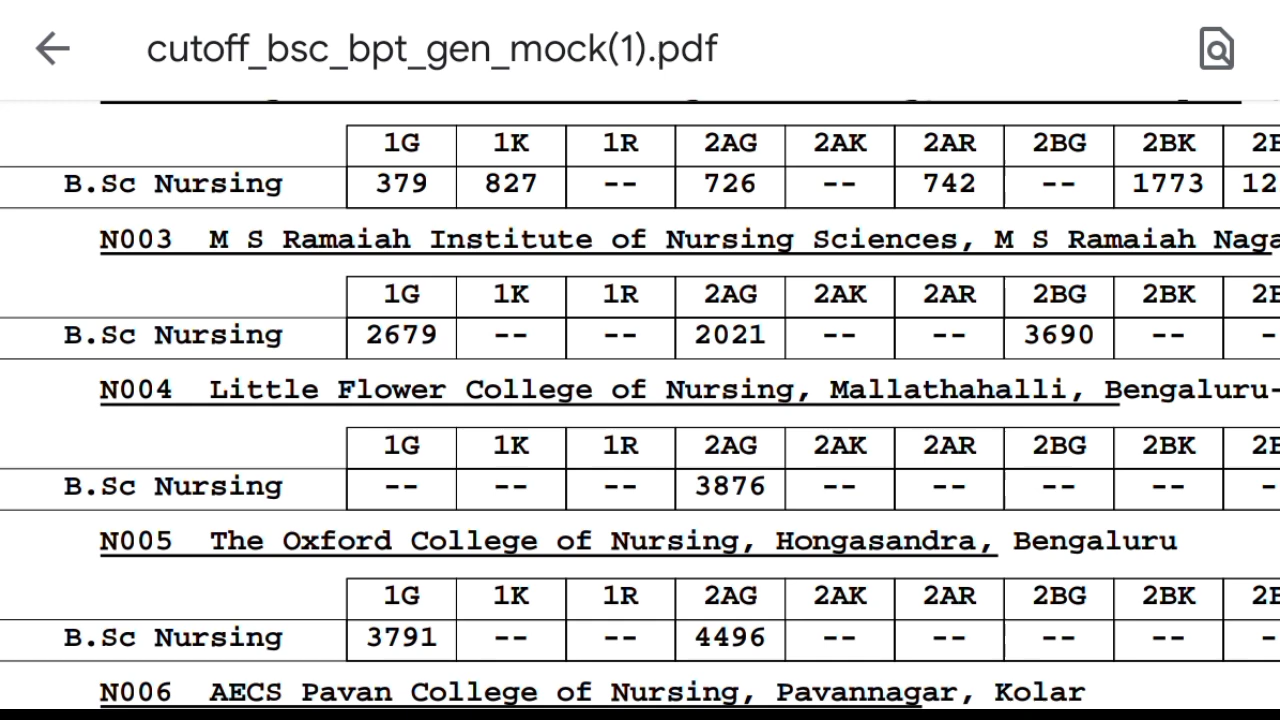 cutoff_bsc_bpt_gen_mock(1).pdf
1G 1K 1R 2AG 2AK 2AR 2BG 2BK
B.Sc Nursing 379 827 -- 726 -- 742 -- 1773 12
N003 M S Ramaiah Institute of Nursing Sciences, M S Ramaiah Naga
1G 1K 1R 2AG 2AK 2AR 2BG 2BK
B.Sc Nursing 2679 -- -- 2021 -- -- 3690 -- -
N004 Little Flower College of Nursing, Mallathahalli, Bengaluru-
1G 1K 1R 2AG 2AK 2AR 2BG 2BK
B.Sc Nursing -- -- -- 3876 -- -- -- -- -
N005 The Oxford College of Nursing, Hongasandra, Bengaluru
1G 1K 1R 2AG 2AK 2AR 2BG 2BK
B.Sc Nursing 3791 -- -- 4496 -- -- -- -- -
N006 AECS Pavan College of Nursing, Pavannagar, Kolar